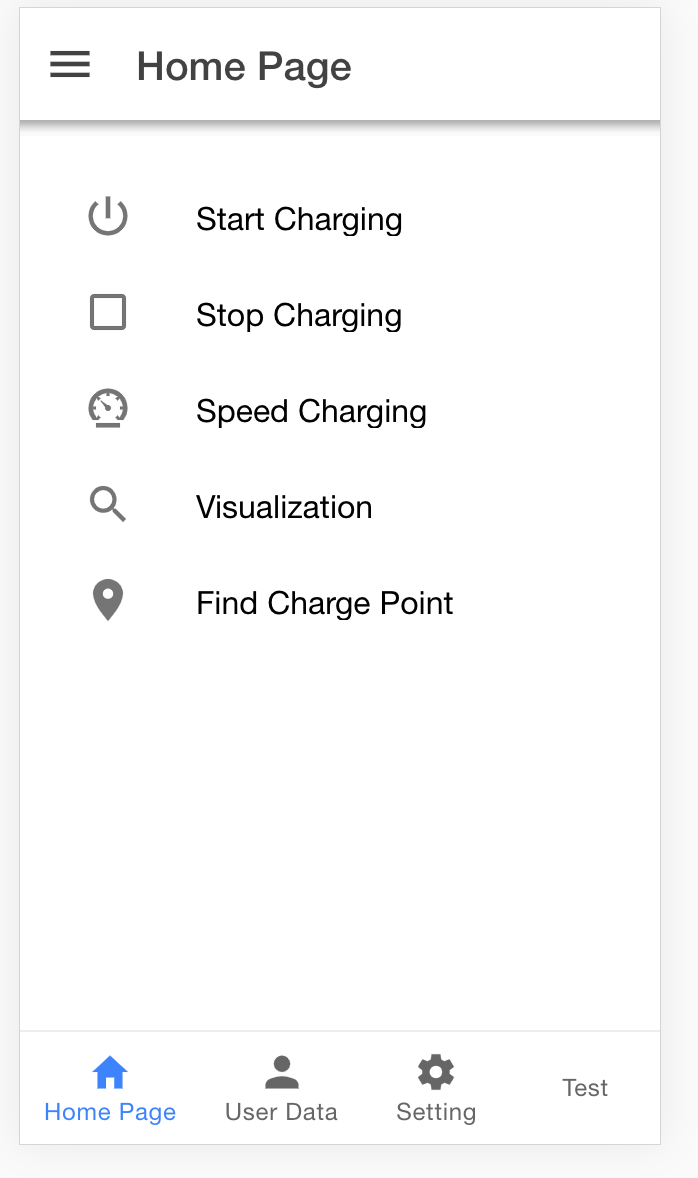 Home Page
Start Charging
Stop Charging
Speed Charging
Visualization
Find Charge Point
Home Page
User Data
Setting
Test